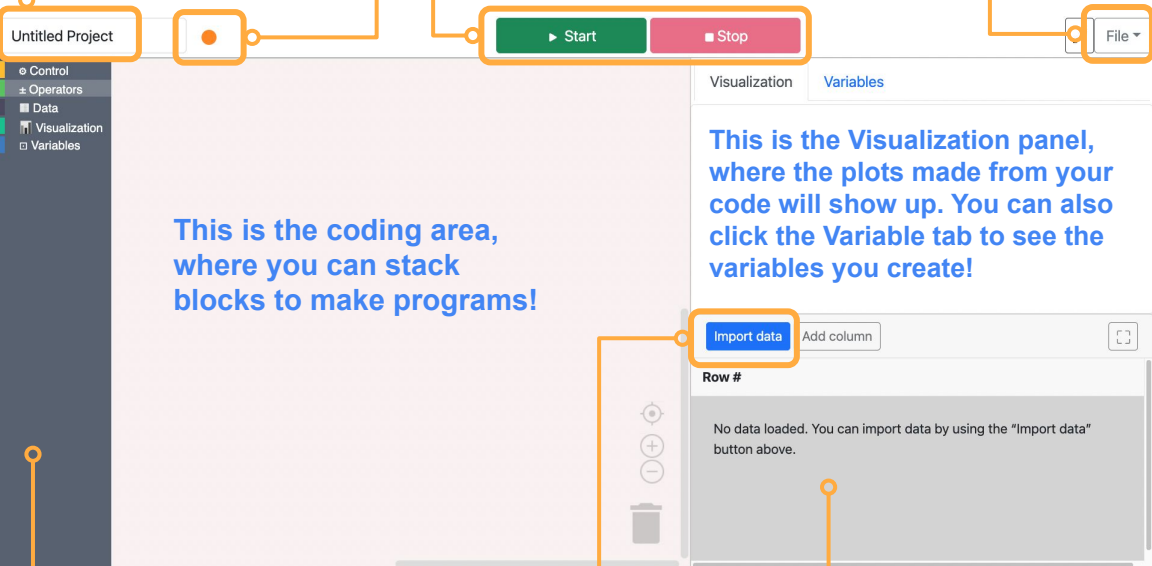 Untitled Project
Start
Stop
File
Control
± Operators
Data
Visualization
Variables
Visualization
Variables
This is the Visualization panel,
where the plots made from your
code will show up. You can also
click the Variable tab to see the
variables you create!
This is the coding area,
where you can stack
blocks to make programs!
Import data
Add column
Row #
No data loaded. You can import data by using the “Import data”
button above.